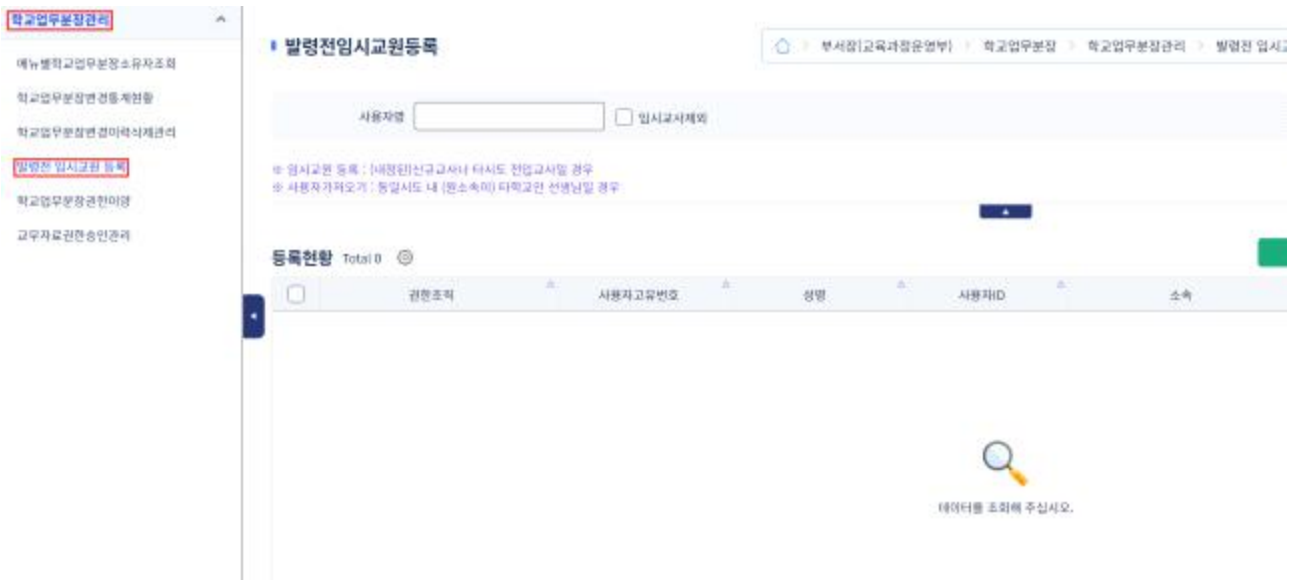 학교업무분장관리
메뉴별학교업무분장소유자조회
학교업무분장변경통계현황
학교업무분장변경이력삭제관리
발령전 임시교원 등록
학교업무분장권한이양
교무자료권한승인관리
발령전임시교원등록
부서장(교육과정운영부) > 학교업무분장 > 학교업무분장관리 > 발령전 임시
사용자명
임시교사제외
※ 임시교원 등록 : (내정된)신규교사나 타시도 전입교사일 경우
※ 사용자가져오기 : 동일시도 내 (원소속이) 타학교인 선생님일 경우
등록현황 Total 0
권한조직 사용자고유번호 성명 사용자ID 소속
데이터를 조회해 주십시오.